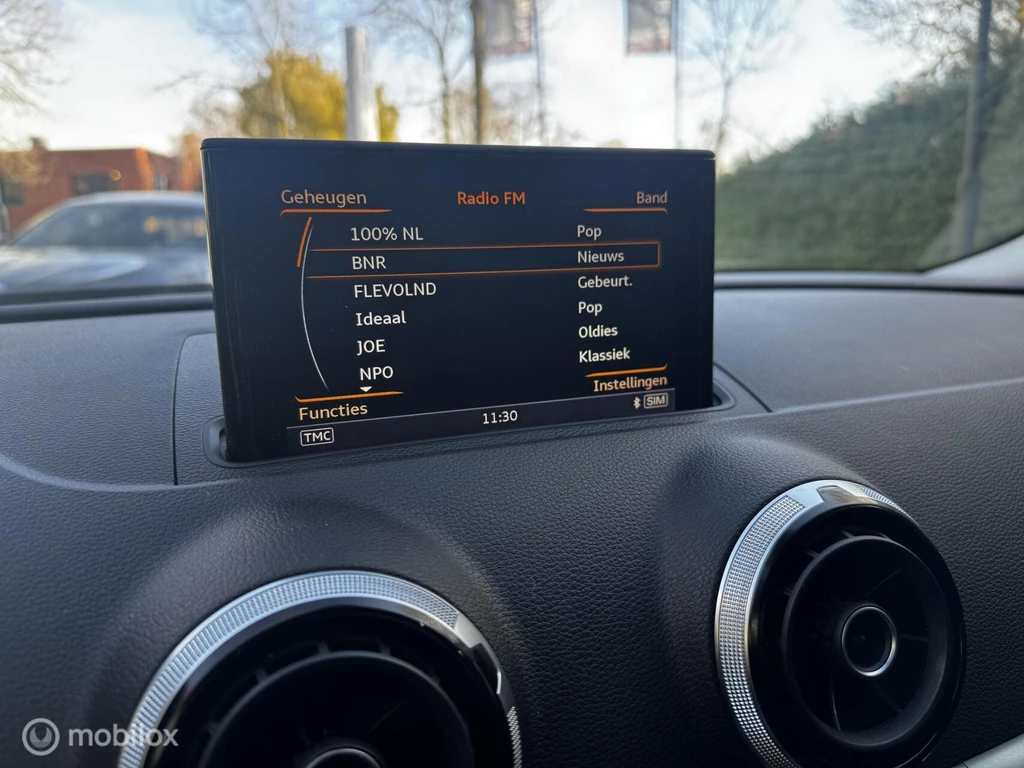 Geheugen Radio FM Band
100% NL Pop
BNR Nieuws
FLEVOLND Gebeurt.
Ideaal Pop
JOE Oldies
NPO Klassiek
Functies Instellingen
TMC 11:30 SIM
mobilox